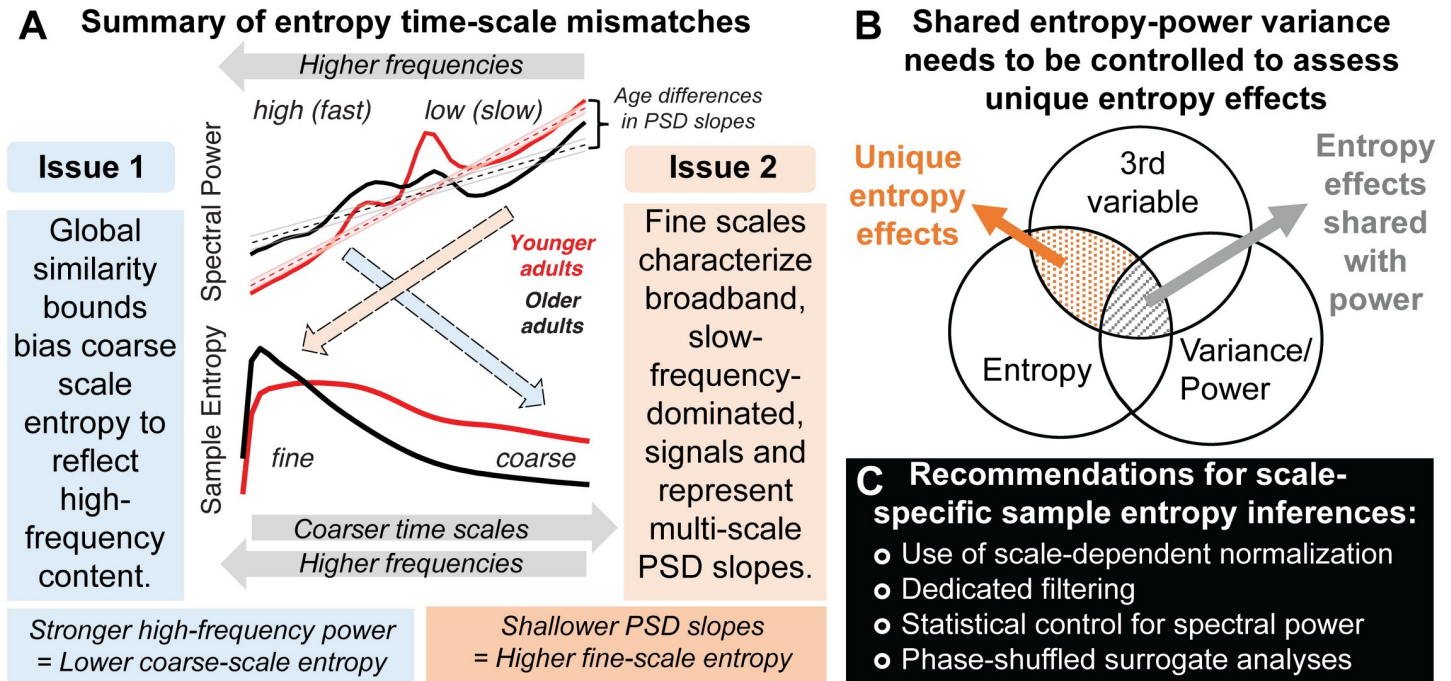 A Summary of entropy time-scale mismatches
Higher frequencies
high (fast)
low (slow)
Age differences
in PSD slopes
Spectral Power
Issue 1
Global
similarity
bounds
bias coarse
scale
entropy to
reflect
high-
frequency
content.
Younger
adults
Older
adults
Sample Entropy
fine
coarse
Coarser time scales
Higher frequencies
Issue 2
Fine scales
characterize
broadband,
slow-
frequency-
dominated,
signals and
represent
multi-scale
PSD slopes.
Stronger high-frequency power
= Lower coarse-scale entropy
Shallower PSD slopes
= Higher fine-scale entropy
B Shared entropy-power variance
needs to be controlled to assess
unique entropy effects
Unique
entropy
effects
3rd
variable
Entropy
effects
shared
with
power
Entropy
Variance/
Power
C Recommendations for scale-
specific sample entropy inferences:
Use of scale-dependent normalization
Dedicated filtering
Statistical control for spectral power
Phase-shuffled surrogate analyses